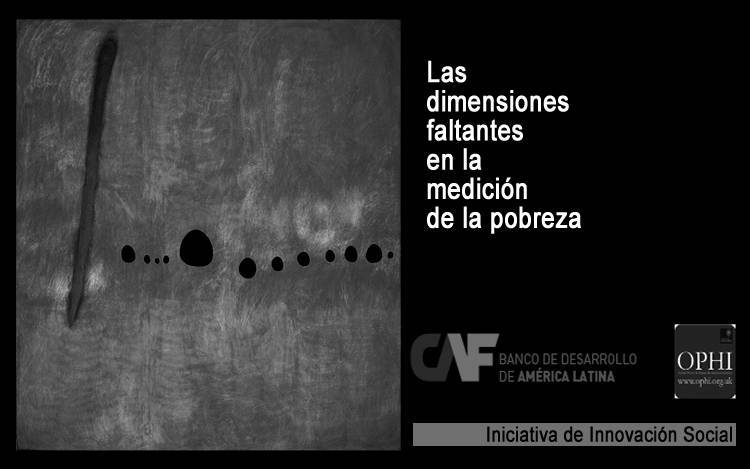 Las
dimensiones
faltantes
en la
medición
de la pobreza
CAF BANCO DE DESARROLLO
DE AMÉRICA LATINA
OPHI
www.ophi.org.uk
Iniciativa de Innovación Social